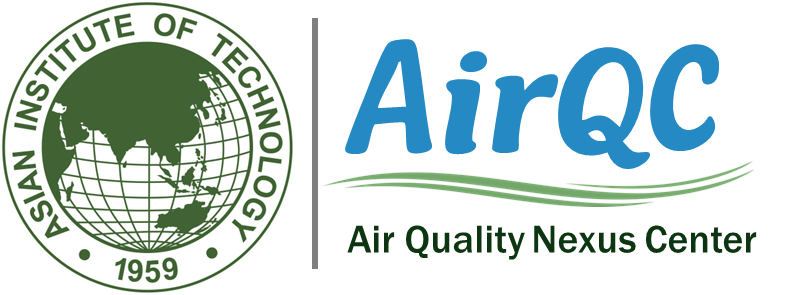 ASIAN INSTITUTE OF TECHNOLOGY
1959
AirQC
Air Quality Nexus Center